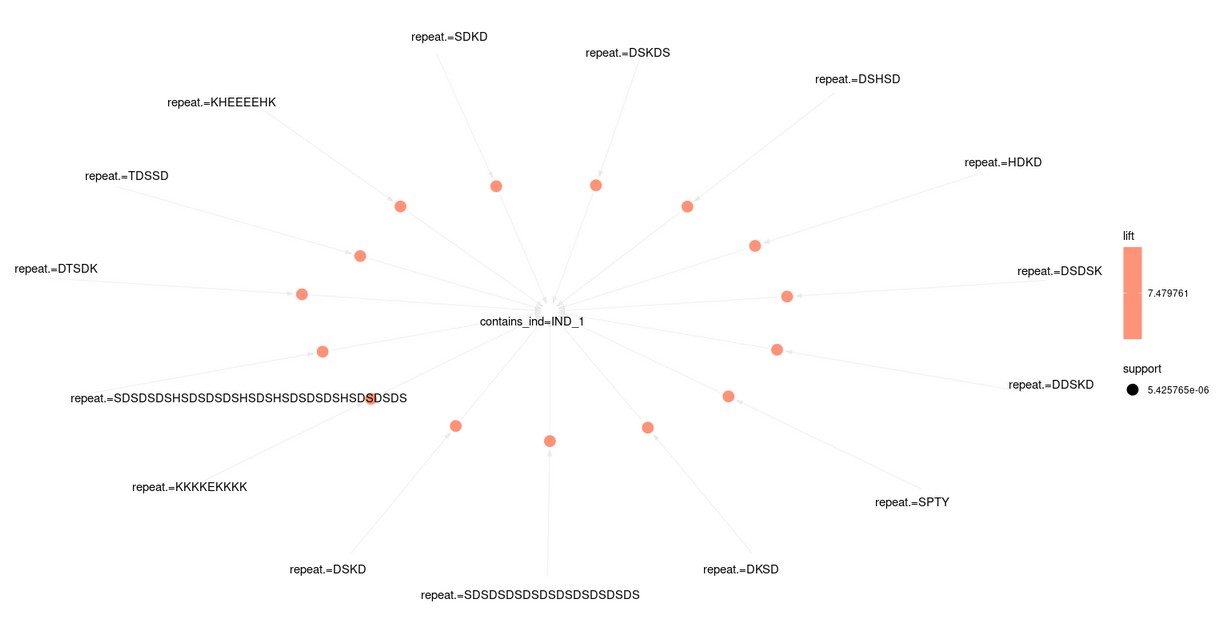 repeat.=SDKD
repeat.=DSKDS
repeat.=DSHSD
repeat.=KHEEEEHK
repeat.=HDKD
repeat.=TDSSD
lift
repeat.=DTSDK
repeat.=DSDSK
7.479761
contains_ind=IND_1
support
repeat.=DDSKD
5.425765e-06
repeat.=SDSDSDSHSDSDSDSHSDSHSDSDSDSHSDSDSDS
repeat.=KKKKEKKKK
repeat.=SPTY
repeat.=DSKD
repeat.=DKSD
repeat.=SDSDSDSDSDSDSDSDSDSDS